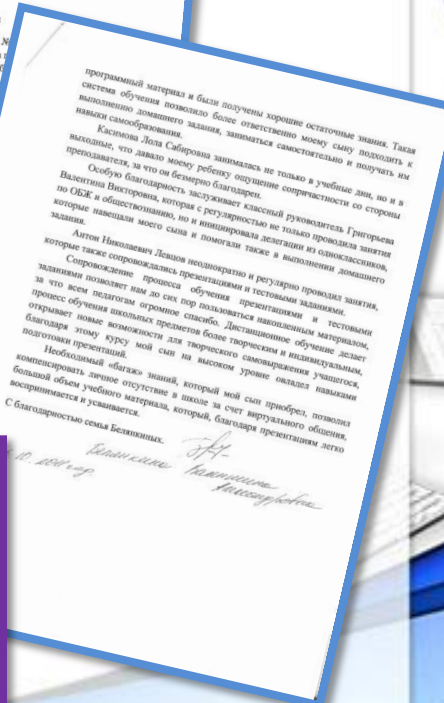 №
программный материал и были получены хорошие остаточные знания. Такая
система обучения позволило более ответственно моему сыну подходить к
выполнению домашнего задания, заниматься самостоятельно и получать им
навыки самообразования.
Касимова Лола Сабировна занималась не только в учебные дни, но и в
выходные, что давало моему ребенку ощущение сопричастности со стороны
преподавателя, за что он безмерно благодарен.
Особую благодарность заслуживает классный руководитель Григорьева
Валентина Викторовна, которая с регулярностью не только проводила занятия
по ОБЖ и обществознанию, но и инициировала делегации из одноклассников,
которые навещали моего сына и помогали также в выполнении домашнего
задания.
Антон Николаевич Левцов неоднократно и регулярно проводил занятия,
которые также сопровождались презентациями и тестовыми заданиями.
Сопровождение процесса обучения презентациями и тестовыми
заданиями позволяет нам до сих пор пользоваться накопленным материалом,
за что всем педагогам огромное спасибо. Дистанционное обучение делает
процесс обучения школьных предметов более творческим и индивидуальным,
открывает новые возможности для творческого самовыражения учащегося,
благодаря этому курсу мой сын на высоком уровне овладел навыками
подготовки презентаций.
Необходимый «багаж» знаний, который мой сын приобрел, позволил
компенсировать личное отсутствие в школе за счет виртуального общения,
большой объем учебного материала, который, благодаря презентациям легко
воспринимается и усваивается.
С благодарностью семья Белянкиных.
10. 2011 год. Белянкина Валентина
Александровна